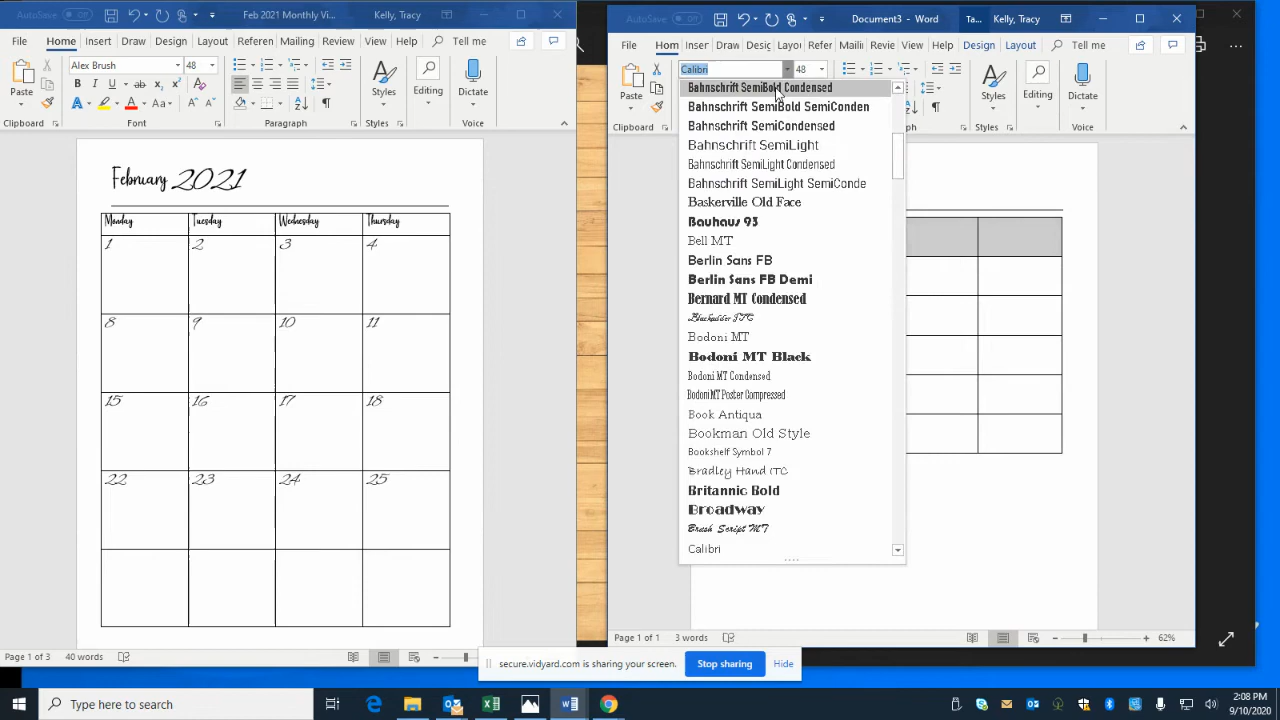 AutoSave Off Feb 2021 Monthly Vi... Kelly, Tracy
File Home Insert Draw Design Layout Referen Mailing Review View Help Tell me
Alex Brush 48
Paste
B
Styles
Editing
Dictate
Clipboard Font Paragraph Styles Voice
February 2021
Monday Tuesday Wednesday Thursday
1 2 3 4
8 9 10 11
15 16 17 18
22 23 24 25
Page 1 of 3 40 words
AutoSave Off Document3 - Word Ta... Kelly, Tracy
File Hom Insert Draw Desig Layou Refer Mailin Revie View Help Design Layout Tell me
Calibri 48
Paste
Styles
Editing
Dictate
Clipboard Styles Voice
Bahnschrift SemiBold Condensed
Bahnschrift SemiBold SemiConden
Bahnschrift SemiCondensed
Bahnschrift SemiLight
Bahnschrift SemiLight Condensed
Bahnschrift SemiLight SemiConde
Baskerville Old Face
Bauhaus 93
Bell MT
Berlin Sans FB
Berlin Sans FB Demi
Bernard MT Condensed
Blackadder ITC
Bodoni MT
Bodoni MT Black
Bodoni MT Condensed
Bodoni MT Poster Compressed
Book Antiqua
Bookman Old Style
Bookshelf Symbol 7
Bradley Hand ITC
Britannic Bold
Broadway
Brush Script MT
Calibri
Page 1 of 1 3 words 62%
secure.vidyard.com is sharing your screen. Stop sharing Hide
Type here to search
2:08 PM
9/10/2020